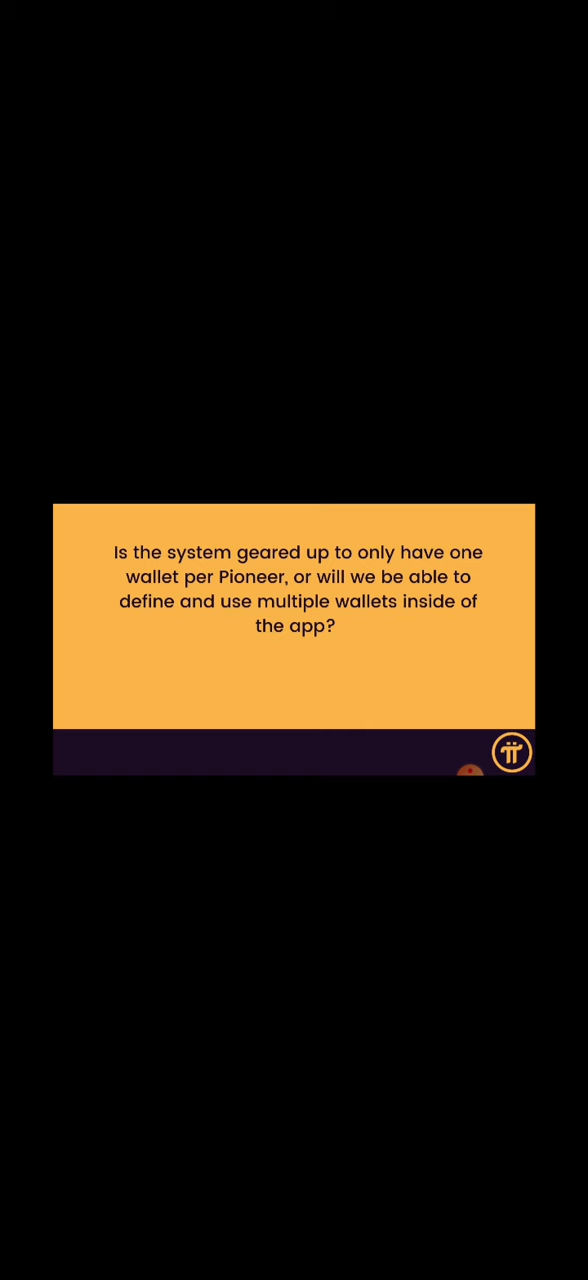 Is the system geared up to only have one
wallet per Pioneer, or will we be able to
define and use multiple wallets inside of
the app?